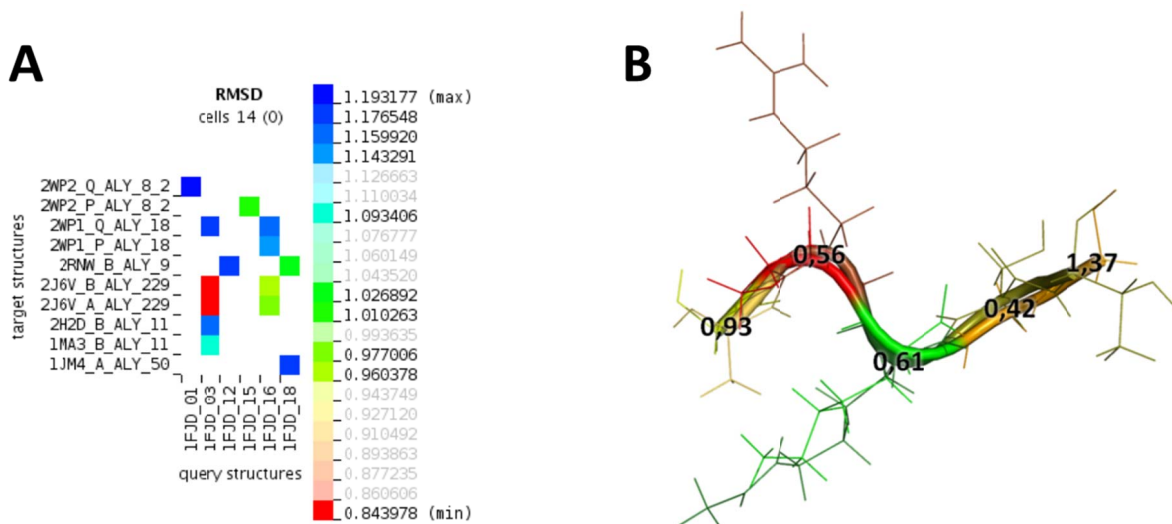 A
B
RMSD
cells 14 (0)
1.193177 (max)
1.176548
1.159920
1.143291
1.126663
1.110034
1.093406
1.076777
1.060149
1.043520
1.026892
1.010263
0.993635
0.977006
0.960378
0.943749
0.927120
0.910492
0.893863
0.877235
0.860606
0.843978 (min)
target structures
2WP2_Q_ALY_8_2
2WP2_P_ALY_8_2
2WP1_Q_ALY_18
2WP1_P_ALY_18
2RNW_B_ALY_9
2J6V_B_ALY_229
2J6V_A_ALY_229
2H2D_B_ALY_11
1MA3_B_ALY_11
1JM4_A_ALY_50
1FJD_01
1FJD_03
1FJD_12
1FJD_15
1FJD_16
1FJD_18
query structures
0,93
0,56
0,61
0,42
1,37